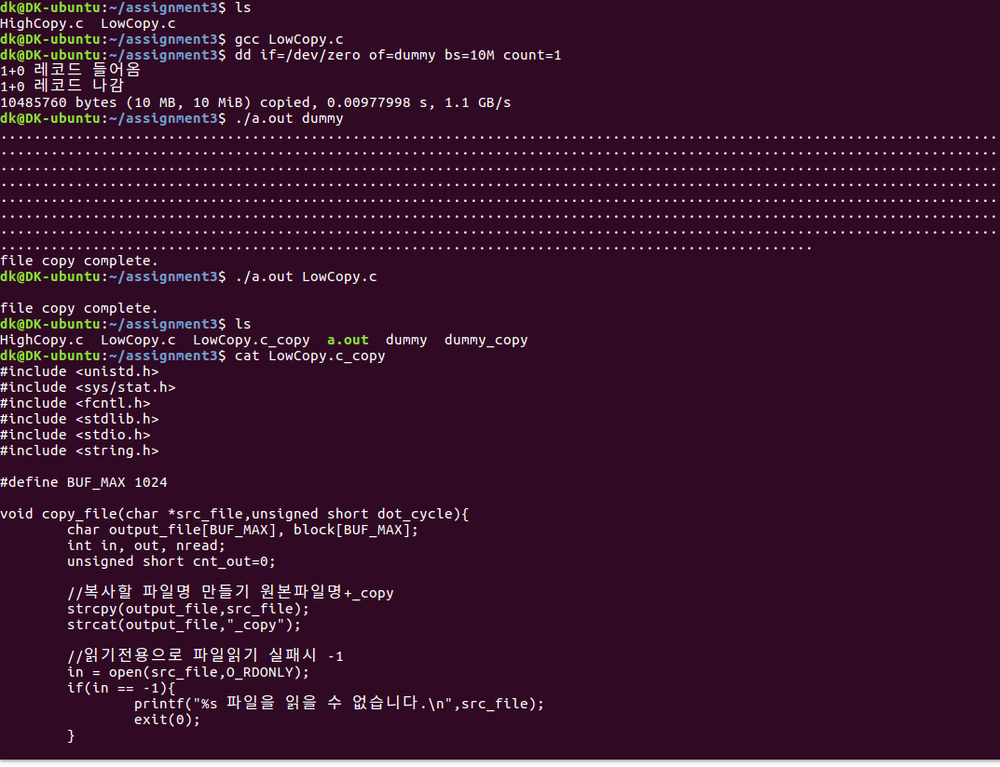 dk@DK-ubuntu:~/assignment3$ ls
HighCopy.c  LowCopy.c
dk@DK-ubuntu:~/assignment3$ gcc LowCopy.c
dk@DK-ubuntu:~/assignment3$ dd if=/dev/zero of=dummy bs=10M count=1
1+0 레코드 들어옴
1+0 레코드 나감
10485760 bytes (10 MB, 10 MiB) copied, 0.00977998 s, 1.1 GB/s
dk@DK-ubuntu:~/assignment3$ ./a.out dummy
.......................................................................................................................
.......................................................................................................................
.......................................................................................................................
.......................................................................................................................
.......................................................................................................................
.......................................................................................................................
.......................................................................................................................
.................................................................................................
file copy complete.
dk@DK-ubuntu:~/assignment3$ ./a.out LowCopy.c

file copy complete.
dk@DK-ubuntu:~/assignment3$ ls
HighCopy.c  LowCopy.c  LowCopy.c_copy  a.out  dummy  dummy_copy
dk@DK-ubuntu:~/assignment3$ cat LowCopy.c_copy
#include <unistd.h>
#include <sys/stat.h>
#include <fcntl.h>
#include <stdlib.h>
#include <stdio.h>
#include <string.h>

#define BUF_MAX 1024

void copy_file(char *src_file,unsigned short dot_cycle){
        char output_file[BUF_MAX], block[BUF_MAX];
        int in, out, nread;
        unsigned short cnt_out=0;

        //복사할 파일명 만들기 원본파일명+_copy
        strcpy(output_file,src_file);
        strcat(output_file,"_copy");

        //읽기전용으로 파일읽기 실패시 -1
        in = open(src_file,O_RDONLY);
        if(in == -1){
                printf("%s 파일을 읽을 수 없습니다.\n",src_file);
                exit(0);
        }